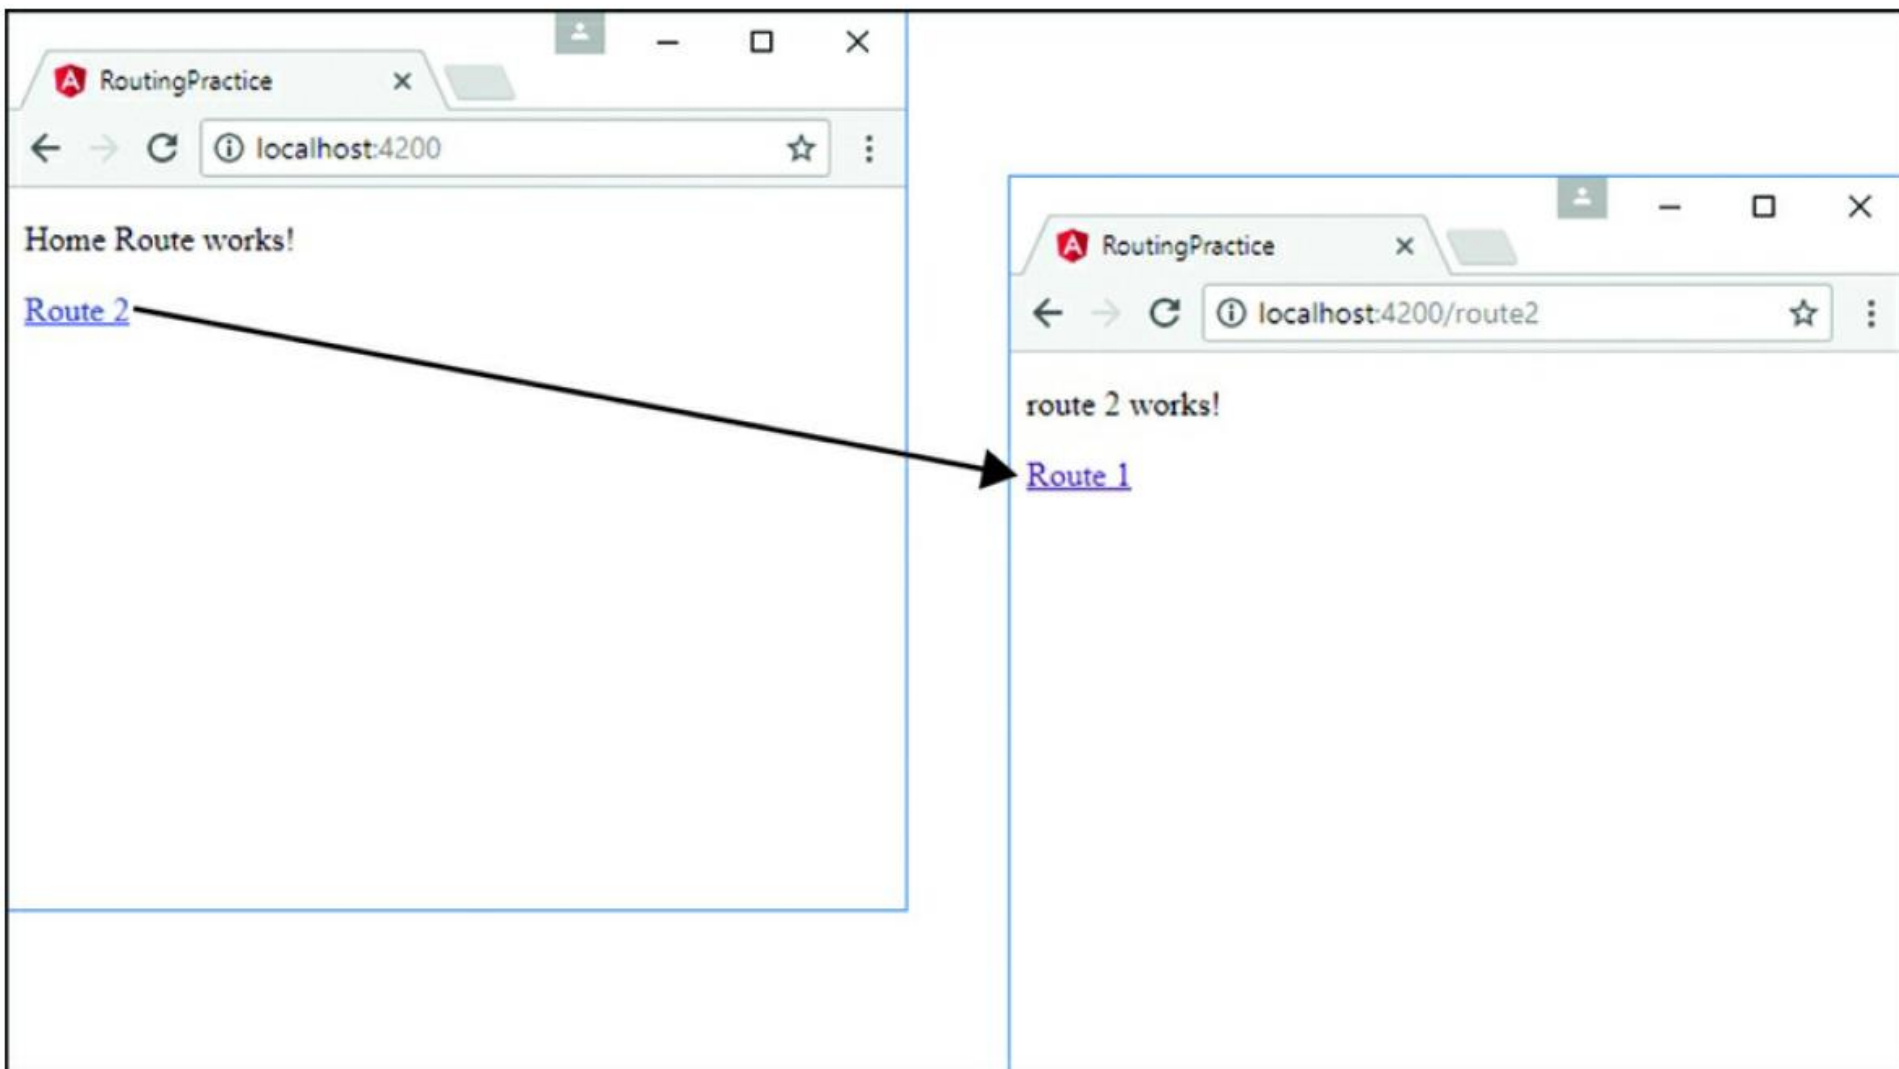 RoutingPractice
localhost:4200
Home Route works!
Route 2
RoutingPractice
localhost:4200/route2
route 2 works!
Route 1